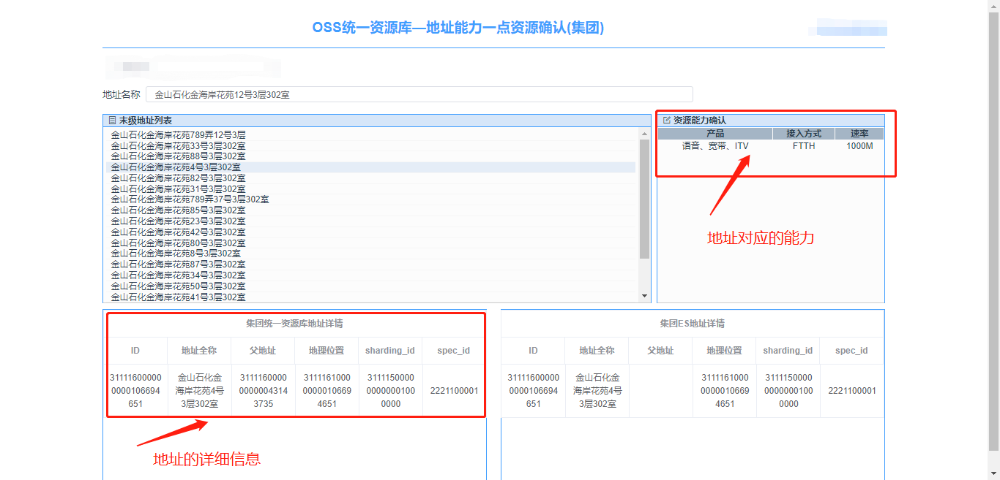 OSS统一资源库—地址能力一点资源确认(集团)
地址名称 金山石化金海岸花苑12号3层302室
末级地址列表
金山石化金海岸花苑789弄12号3层
金山石化金海岸花苑33号3层302室
金山石化金海岸花苑88号3层302室
金山石化金海岸花苑4号3层302室
金山石化金海岸花苑82号3层302室
金山石化金海岸花苑31号3层302室
金山石化金海岸花苑789弄37号3层302室
金山石化金海岸花苑85号3层302室
金山石化金海岸花苑23号3层302室
金山石化金海岸花苑42号3层302室
金山石化金海岸花苑80号3层302室
金山石化金海岸花苑8号3层302室
金山石化金海岸花苑87号3层302室
金山石化金海岸花苑34号3层302室
金山石化金海岸花苑50号3层302室
金山石化金海岸花苑41号3层302室
资源能力确认
产品 接入方式 速率
语音、宽带、ITV FTTH 1000M
地址对应的能力
集团统一资源库地址详情
ID 地址全称 父地址 地理位置 sharding_id spec_id
31111600000 金山石化金 3111160000 3111161000 3111150000
0000106694 海岸花苑4号 0000004314 0000010669 0000000100 2221100001
651 3层302室 3735 4651 0000
地址的详细信息
集团ES地址详情
ID 地址全称 父地址 地理位置 sharding_id spec_id
31111600000 金山石化金 3111161000 3111150000
0000106694 海岸花苑4号 0000010669 0000000100 2221100001
651 3层302室 4651 0000